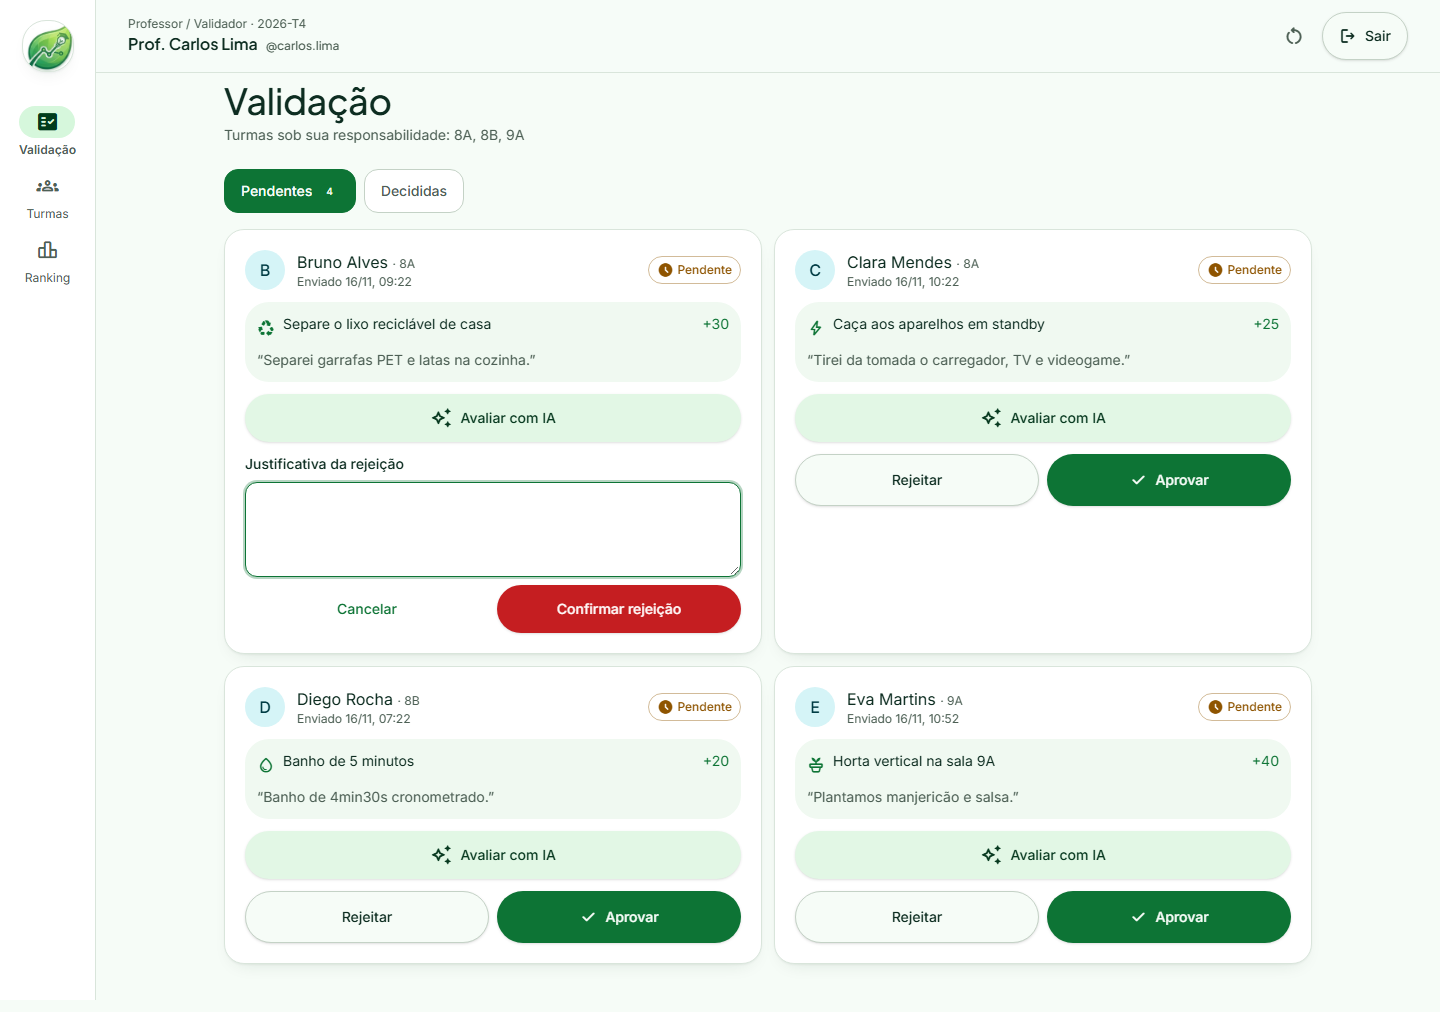 Professor / Validador · 2026-T4
Prof. Carlos Lima @carlos.lima
Sair
Validação
Turmas
Ranking
Validação
Turmas sob sua responsabilidade: 8A, 8B, 9A
Pendentes 4
Decididas
B
Bruno Alves · 8A
Enviado 16/11, 09:22
Pendente
Separe o lixo reciclável de casa +30
“Separei garrafas PET e latas na cozinha.”
Avaliar com IA
Justificativa da rejeição
Cancelar
Confirmar rejeição
C
Clara Mendes · 8A
Enviado 16/11, 10:22
Pendente
Caça aos aparelhos em standby +25
“Tirei da tomada o carregador, TV e videogame.”
Avaliar com IA
Rejeitar
Aprovar
D
Diego Rocha · 8B
Enviado 16/11, 07:22
Pendente
Banho de 5 minutos +20
“Banho de 4min30s cronometrado.”
Avaliar com IA
Rejeitar
Aprovar
E
Eva Martins · 9A
Enviado 16/11, 10:52
Pendente
Horta vertical na sala 9A +40
“Plantamos manjericão e salsa.”
Avaliar com IA
Rejeitar
Aprovar